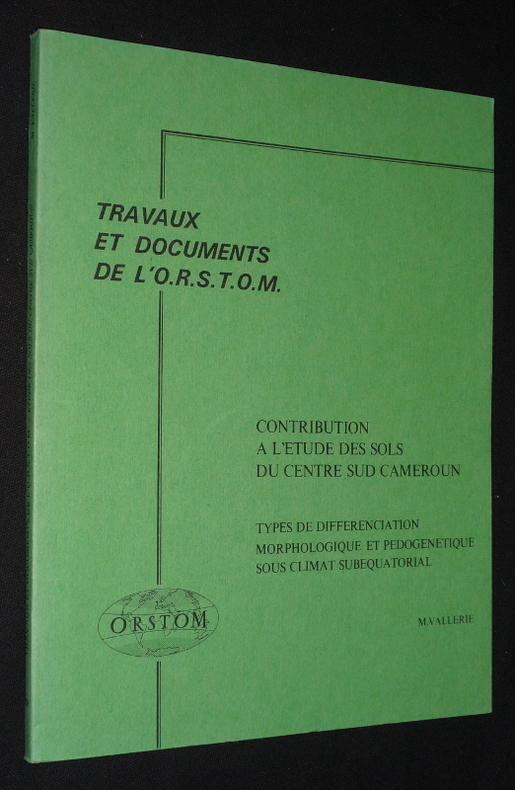 TRAVAUX
ET DOCUMENTS
DE L'O.R.S.T.O.M.
CONTRIBUTION
A L'ETUDE DES SOLS
DU CENTRE SUD CAMEROUN
TYPES DE DIFFERENCIATION
MORPHOLOGIQUE ET PEDOGENETIQUE
SOUS CLIMAT SUBEQUATORIAL
ORSTOM
M.VALLERIE